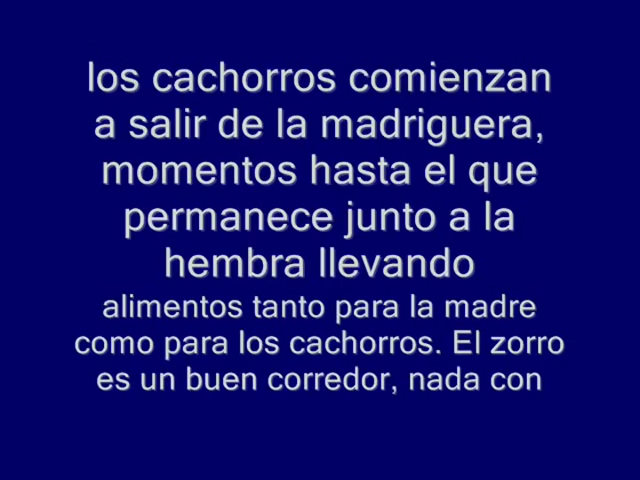 los cachorros comienzan
a salir de la madriguera,
momentos hasta el que
permanece junto a la
hembra llevando
alimentos tanto para la madre
como para los cachorros. El zorro
es un buen corredor, nada con